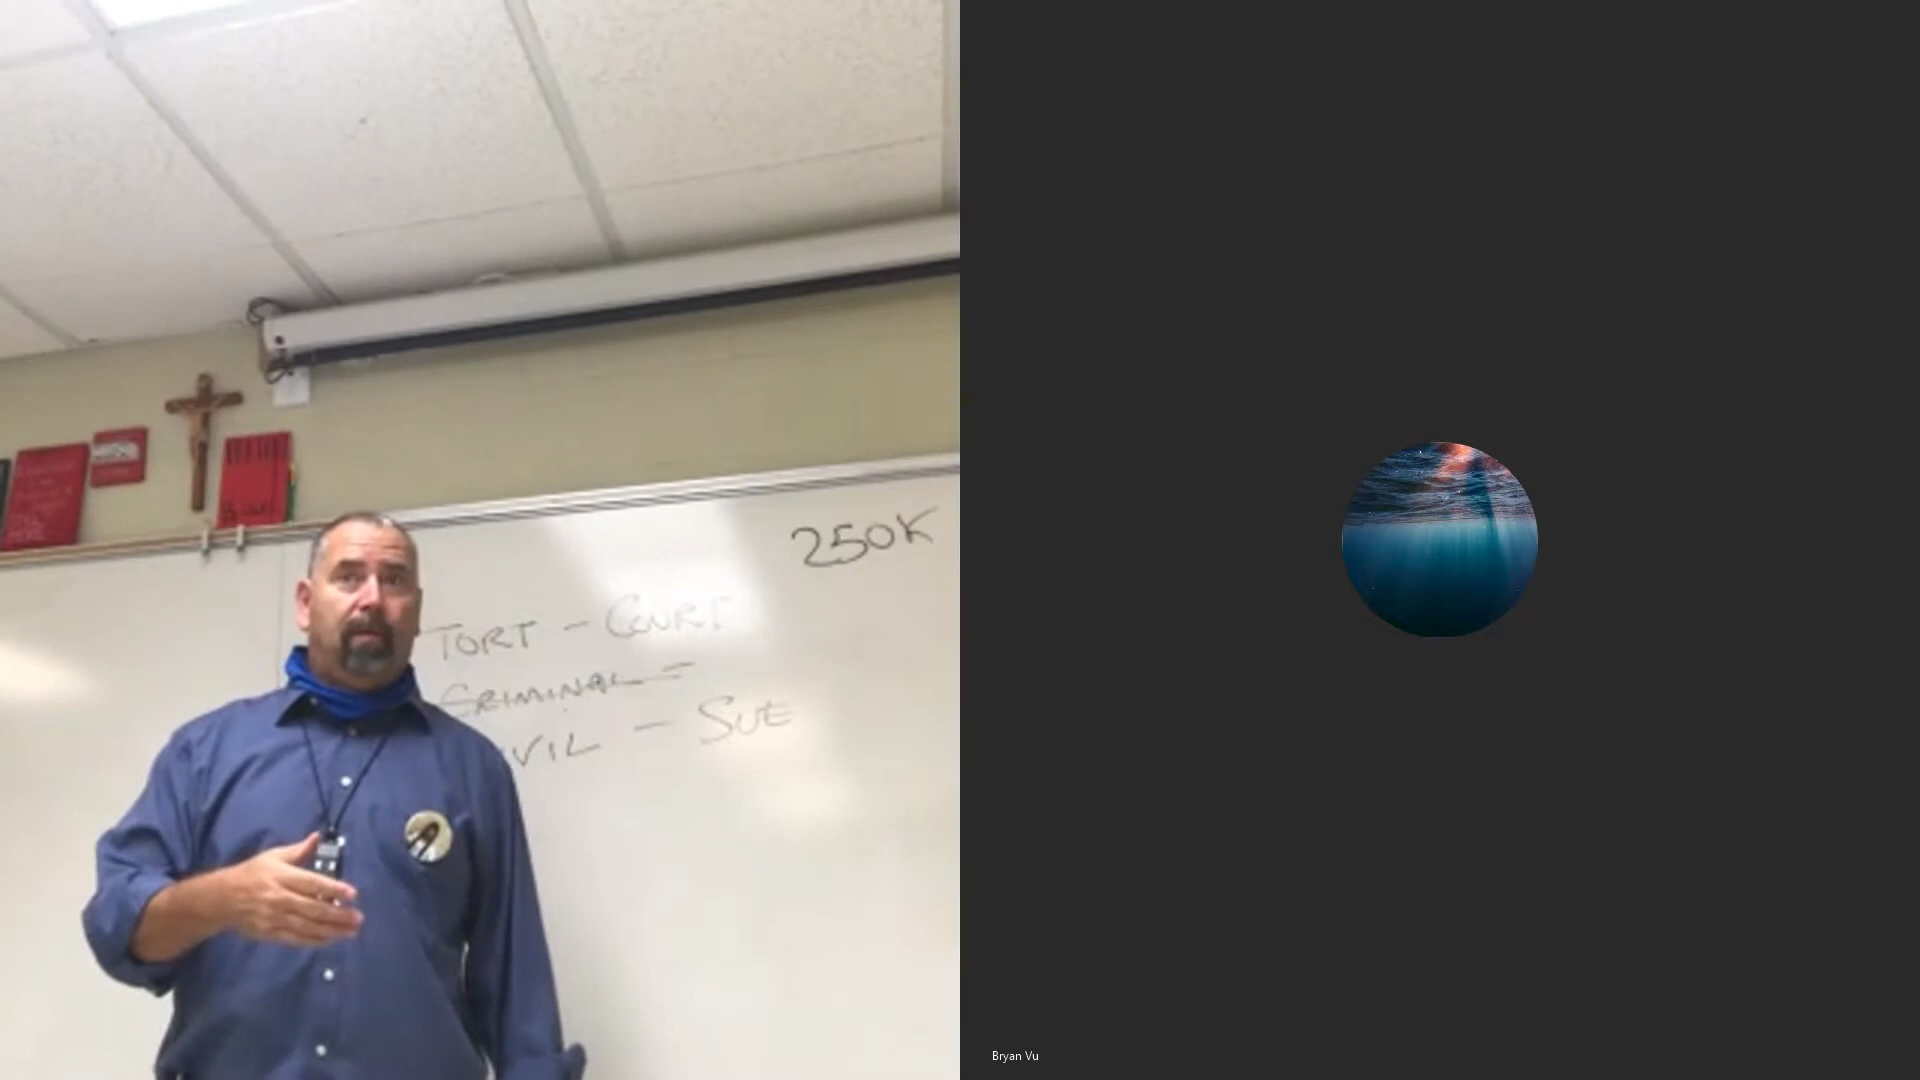 250K
TORT - COURT
CRIMINAL =
VIL - SUE
Bryan Vu